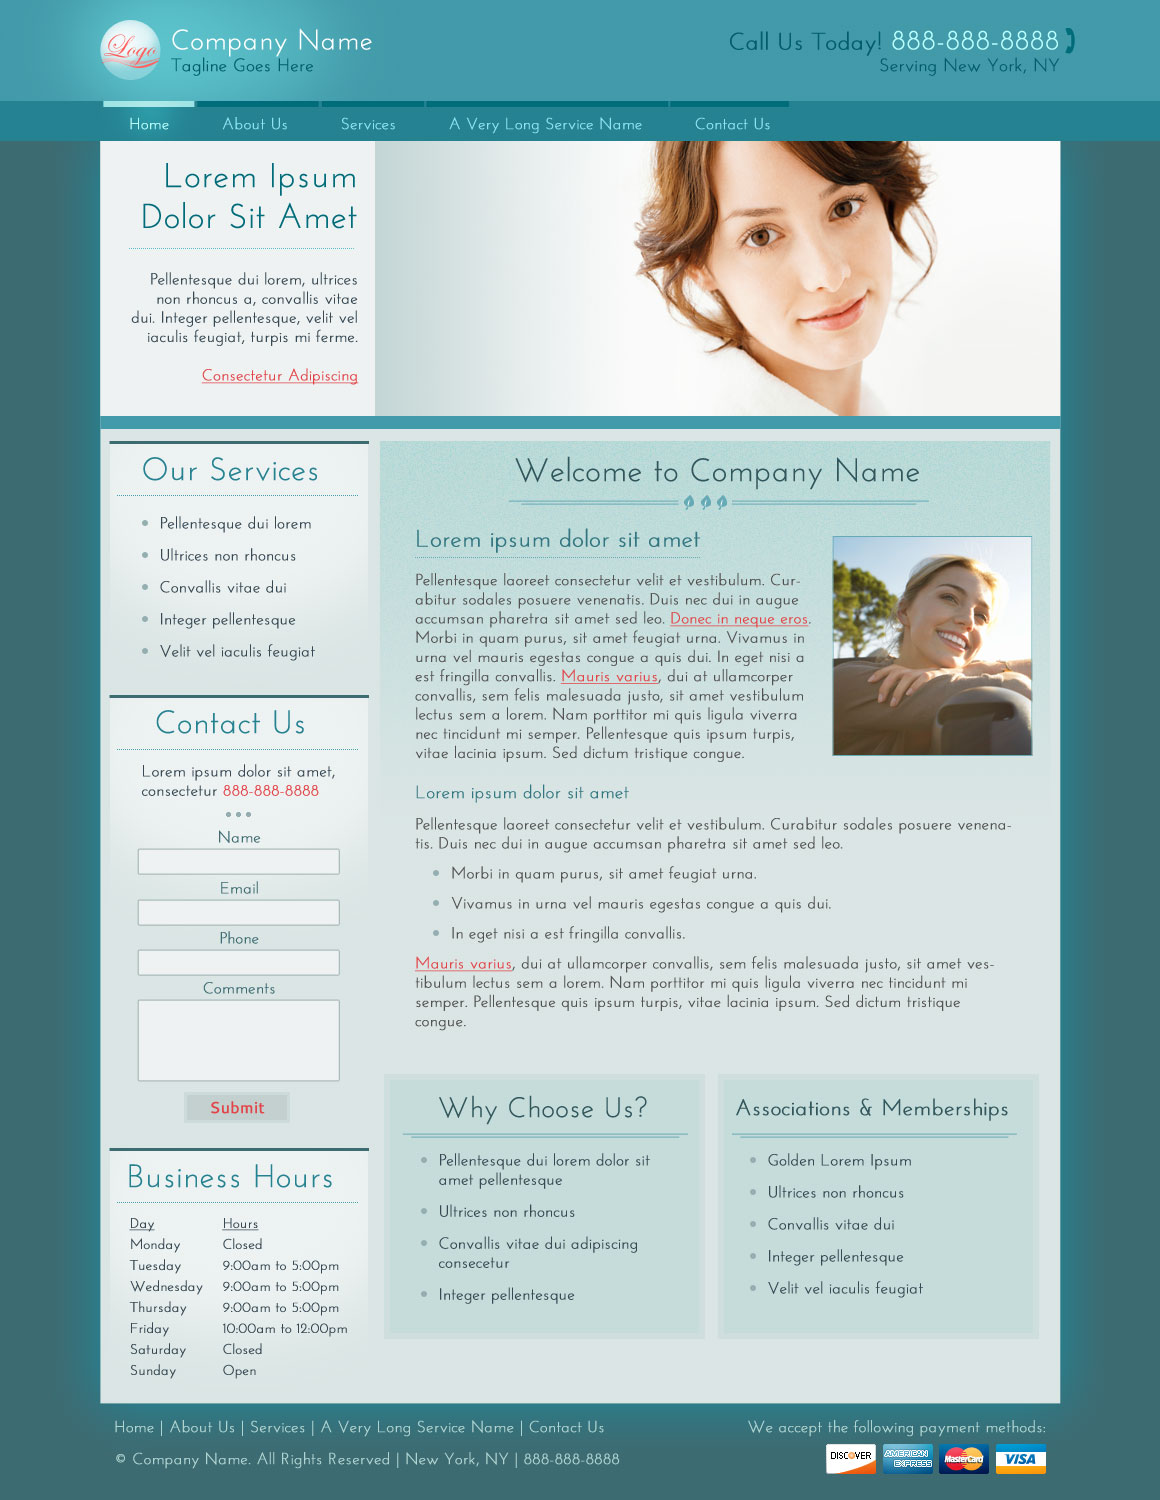 Logo
Company Name
Tagline Goes Here
Call Us Today! 888-888-8888
Serving New York, NY
Home
About Us
Services
A Very Long Service Name
Contact Us
Lorem Ipsum
Dolor Sit Amet
Pellentesque dui lorem, ultrices
non rhoncus a, convallis vitae
dui. Integer pellentesque, velit vel
iaculis feugiat, turpis mi ferme.
Consectetur Adipiscing
Our Services
Pellentesque dui lorem
Ultrices non rhoncus
Convallis vitae dui
Integer pellentesque
Velit vel iaculis feugiat
Contact Us
Lorem ipsum dolor sit amet,
consectetur 888-888-8888
Name
Email
Phone
Comments
Submit
Business Hours
Day Hours
Monday Closed
Tuesday 9:00am to 5:00pm
Wednesday 9:00am to 5:00pm
Thursday 9:00am to 5:00pm
Friday 10:00am to 12:00pm
Saturday Closed
Sunday Open
Welcome to Company Name
Lorem ipsum dolor sit amet
Pellentesque laoreet consectetur velit et vestibulum. Cur-
abitur sodales posuere venenatis. Duis nec dui in augue
accumsan pharetra sit amet sed leo. Donec in neque eros.
Morbi in quam purus, sit amet feugiat urna. Vivamus in
urna vel mauris egestas congue a quis dui. In eget nisi a
est fringilla convallis. Mauris varius, dui at ullamcorper
convallis, sem felis malesuada justo, sit amet vestibulum
lectus sem a lorem. Nam porttitor mi quis ligula viverra
nec tincidunt mi semper. Pellentesque quis ipsum turpis,
vitae lacinia ipsum. Sed dictum tristique congue.
Lorem ipsum dolor sit amet
Pellentesque laoreet consectetur velit et vestibulum. Curabitur sodales posuere venena-
tis. Duis nec dui in augue accumsan pharetra sit amet sed leo.
Morbi in quam purus, sit amet feugiat urna.
Vivamus in urna vel mauris egestas congue a quis dui.
In eget nisi a est fringilla convallis.
Mauris varius, dui at ullamcorper convallis, sem felis malesuada justo, sit amet ves-
tibulum lectus sem a lorem. Nam porttitor mi quis ligula viverra nec tincidunt mi
semper. Pellentesque quis ipsum turpis, vitae lacinia ipsum. Sed dictum tristique
congue.
Why Choose Us?
Pellentesque dui lorem dolor sit
amet pellentesque
Ultrices non rhoncus
Convallis vitae dui adipiscing
consecetur
Integer pellentesque
Associations & Memberships
Golden Lorem Ipsum
Ultrices non rhoncus
Convallis vitae dui
Integer pellentesque
Velit vel iaculis feugiat
Home | About Us | Services | A Very Long Service Name | Contact Us
© Company Name. All Rights Reserved | New York, NY | 888-888-8888
We accept the following payment methods:
DISCOVER
AMERICAN EXPRESS
MasterCard
VISA